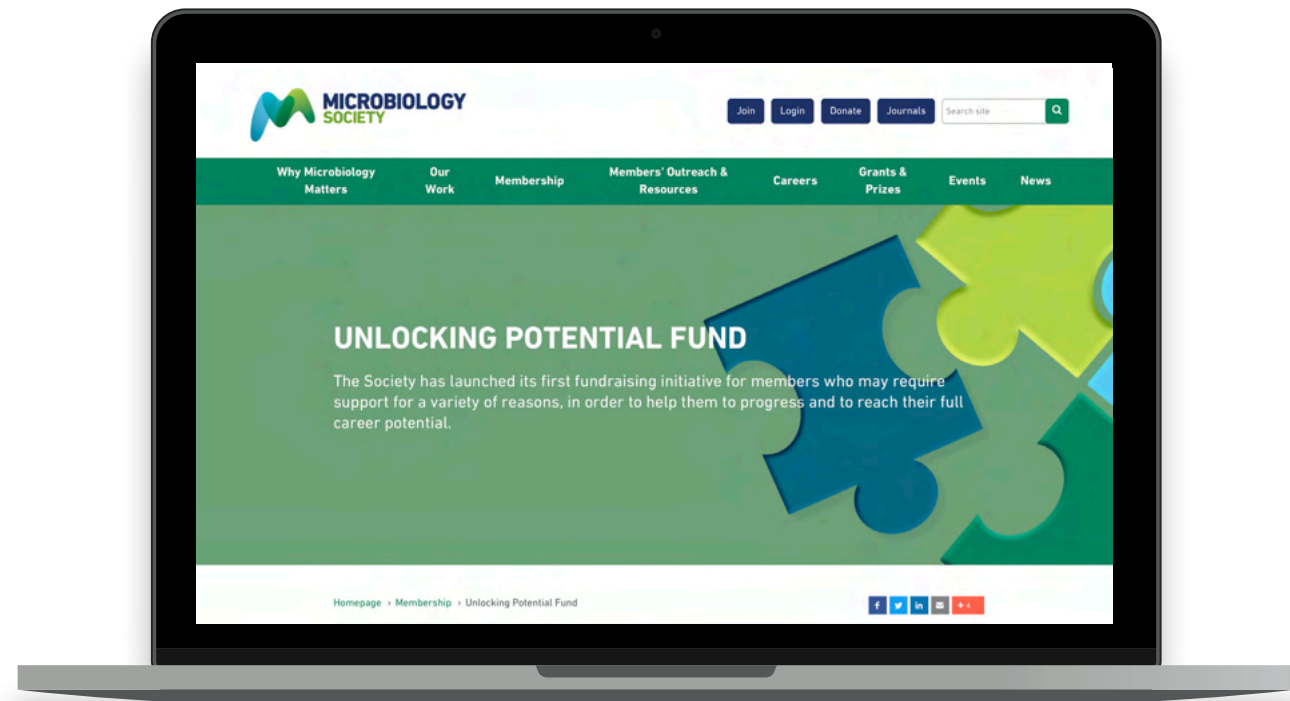 MICROBIOLOGY
SOCIETY
Join
Login
Donate
Journals
Search site
Why Microbiology
Matters
Our
Work
Membership
Members' Outreach &
Resources
Careers
Grants &
Prizes
Events
News
UNLOCKING POTENTIAL FUND
The Society has launched its first fundraising initiative for members who may require
support for a variety of reasons, in order to help them to progress and to reach their full
career potential.
Homepage › Membership › Unlocking Potential Fund
f
in
+ 4